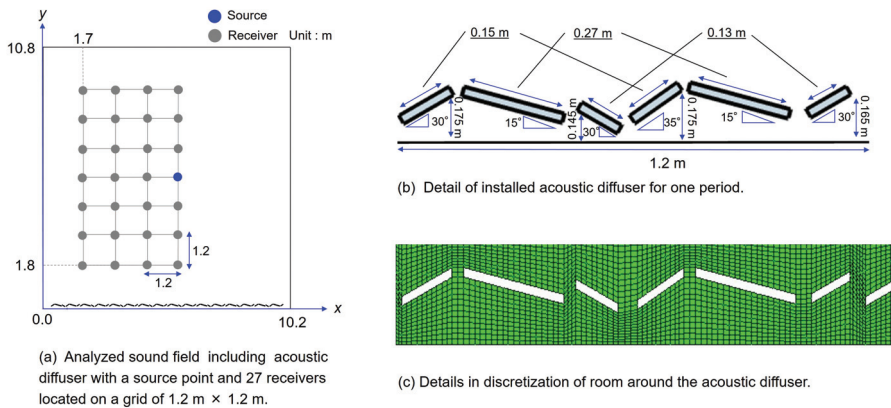 y
Source
Receiver Unit : m
10.8
1.7
1.8
1.2
1.2
0.0
10.2
x
(a) Analyzed sound field including acoustic
diffuser with a source point and 27 receivers
located on a grid of 1.2 m × 1.2 m.
0.15 m
0.27 m
0.13 m
30°
0.175 m
15°
0.145 m
30°
35°
0.175 m
15°
30°
0.165 m
1.2 m
(b) Detail of installed acoustic diffuser for one period.
(c) Details in discretization of room around the acoustic diffuser.